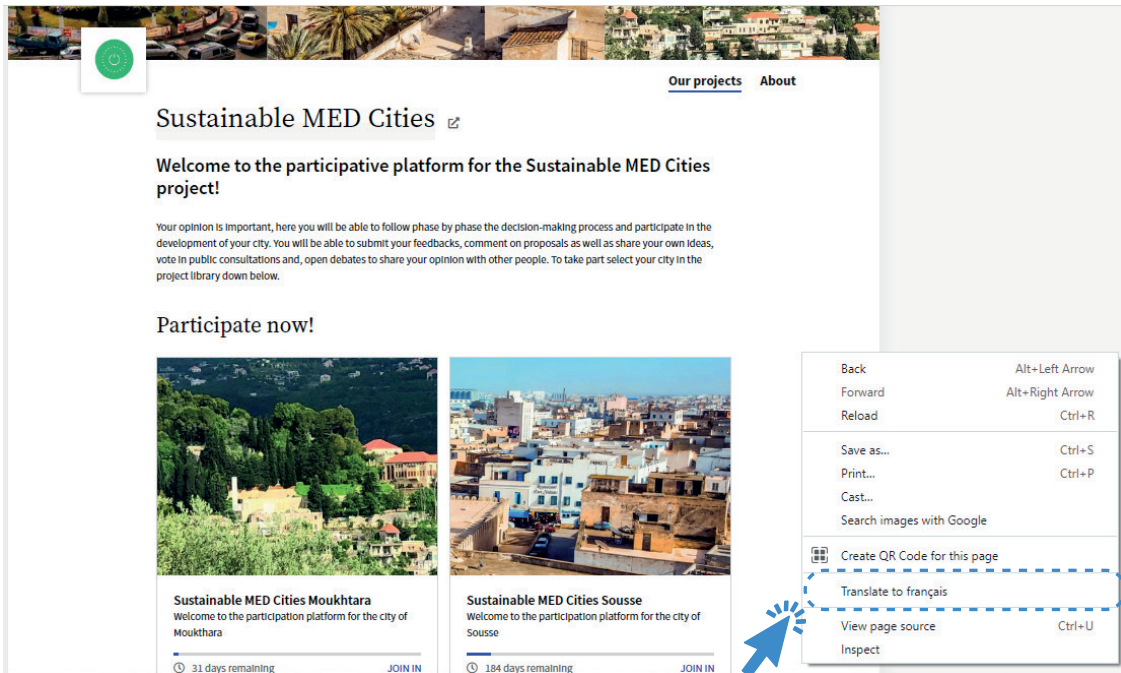 Our projects About
Sustainable MED Cities
Welcome to the participative platform for the Sustainable MED Cities
project!
Your opinion is important, here you will be able to follow phase by phase the decision-making process and participate in the
development of your city. You will be able to submit your feedbacks, comment on proposals as well as share your own ideas,
vote in public consultations and, open debates to share your opinion with other people. To take part select your city in the
project library down below.
Participate now!
Sustainable MED Cities Moukhtara
Welcome to the participation platform for the city of
Moukthara
31 days remaining JOIN IN
Sustainable MED Cities Sousse
Welcome to the participation platform for the city of
Sousse
184 days remaining JOIN IN
Back Alt+Left Arrow
Forward Alt+Right Arrow
Reload Ctrl+R
Save as... Ctrl+S
Print... Ctrl+P
Cast...
Search images with Google
Create QR Code for this page
Translate to français
View page source Ctrl+U
Inspect